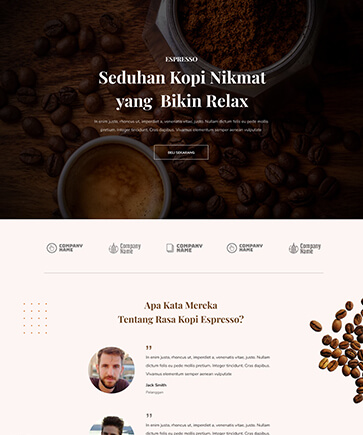 ESPRESSO
Seduhan Kopi Nikmat
yang Bikin Relax
In enim justo, rhoncus ut, imperdiet a, venenatis vitae, justo. Nullam dictum felis eu pede mollis
pretium. Integer tincidunt. Cras dapibus. Vivamus elementum semper aenean vulputate
BELI SEKARANG
COMPANY NAME
Company Name
COMPANY NAME
COMPANY NAME
Company Name
Apa Kata Mereka
Tentang Rasa Kopi Espresso?
"
In enim justo, rhoncus ut, imperdiet a, venenatis vitae, justo. Nullam
dictum felis eu pede mollis pretium. Integer tincidunt. Cras dapibus.
Vivamus elementum semper aenean vulputate
Jack Smith
Pelanggan
"
In enim justo, rhoncus ut, imperdiet a, venenatis vitae, justo. Nullam
dictum felis eu pede mollis pretium. Integer tincidunt. Cras dapibus.